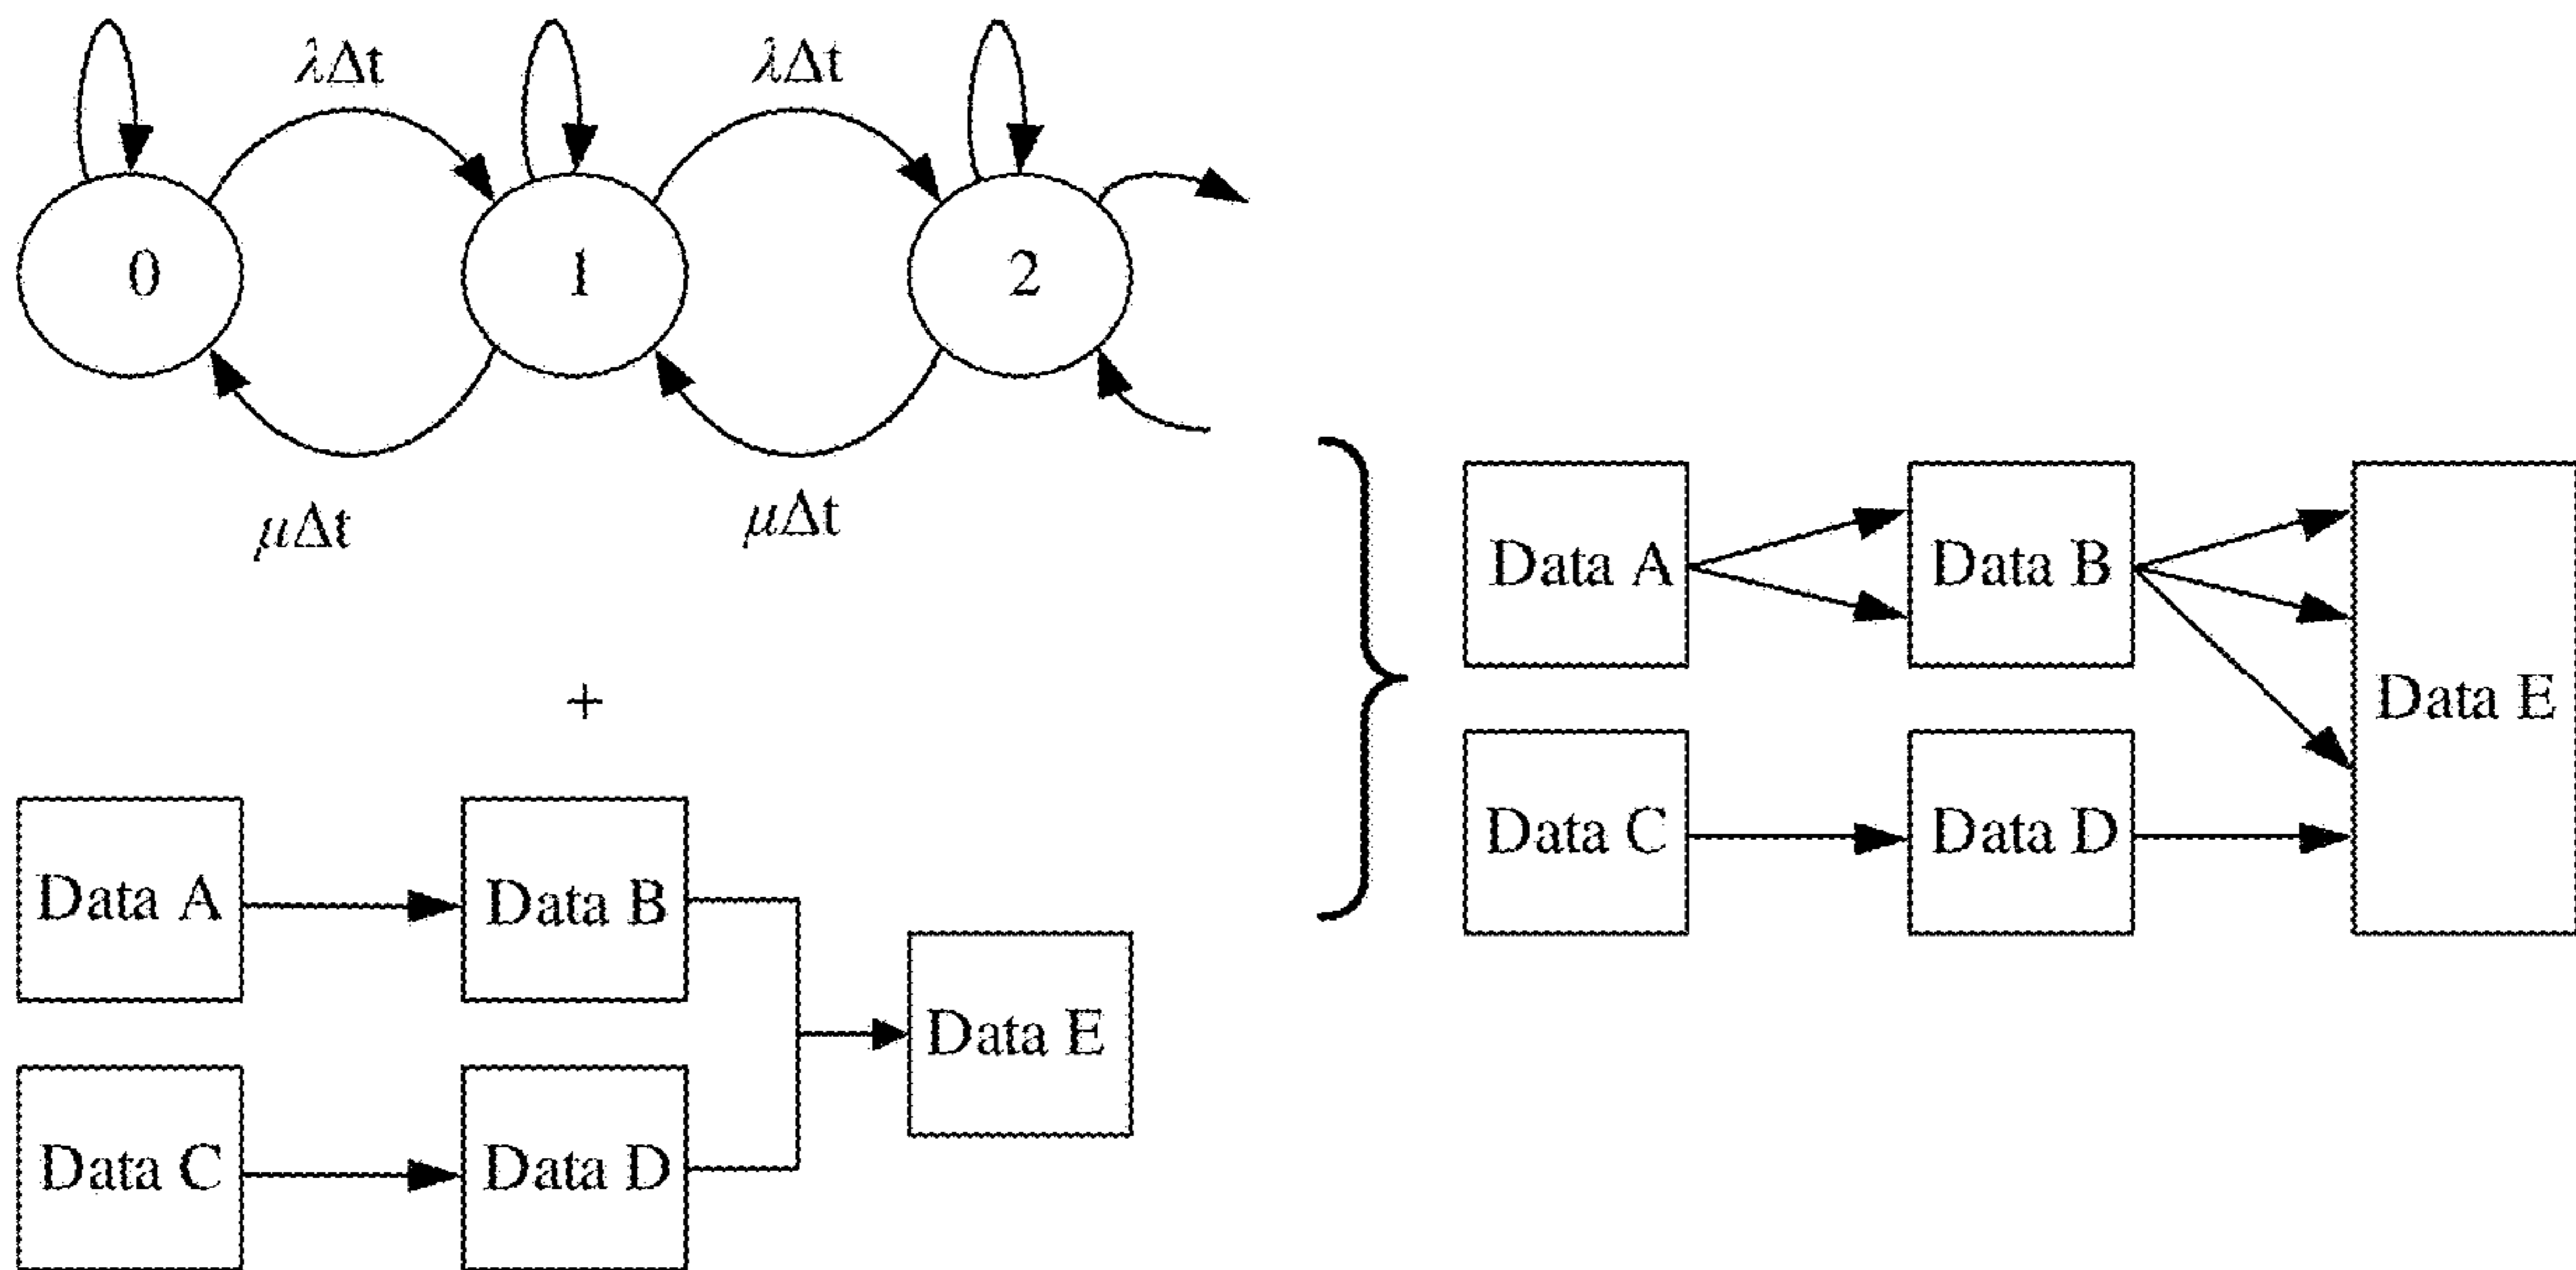 λΔt
λΔt
0
1
2
μΔt
μΔt
+
Data A
Data B
Data E
Data C
Data D
Data A
Data B
Data E
Data C
Data D